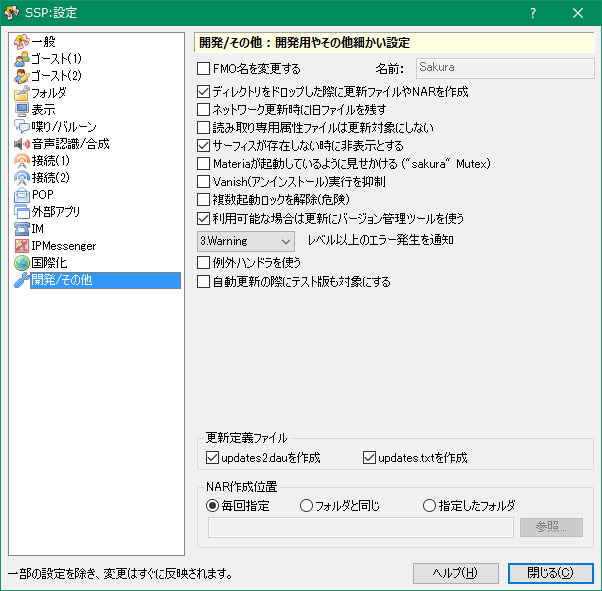 SSP:設定
一般
ゴースト(1)
ゴースト(2)
フォルダ
表示
喋り/バルーン
音声認識/合成
接続(1)
接続(2)
POP
外部アプリ
IM
IPMessenger
国際化
開発/その他
開発/その他 : 開発用やその他細かい設定
FMO名を変更する 名前: Sakura
ディレクトリをドロップした際に更新ファイルやNARを作成
ネットワーク更新時に旧ファイルを残す
読み取り専用属性ファイルは更新対象にしない
サーフィスが存在しない時に非表示とする
Materiaが起動しているように見せかける ("sakura" Mutex)
Vanish(アンインストール)実行を抑制
複数起動ロックを解除(危険)
利用可能な場合は更新にバージョン管理ツールを使う
3.Warning レベル以上のエラー発生を通知
例外ハンドラを使う
自動更新の際にテスト版も対象にする
更新定義ファイル
updates2.dauを作成 updates.txtを作成
NAR作成位置
毎回指定 フォルダと同じ 指定したフォルダ
参照...
一部の設定を除き、変更はすぐに反映されます。 ヘルプ(H) 閉じる(C)